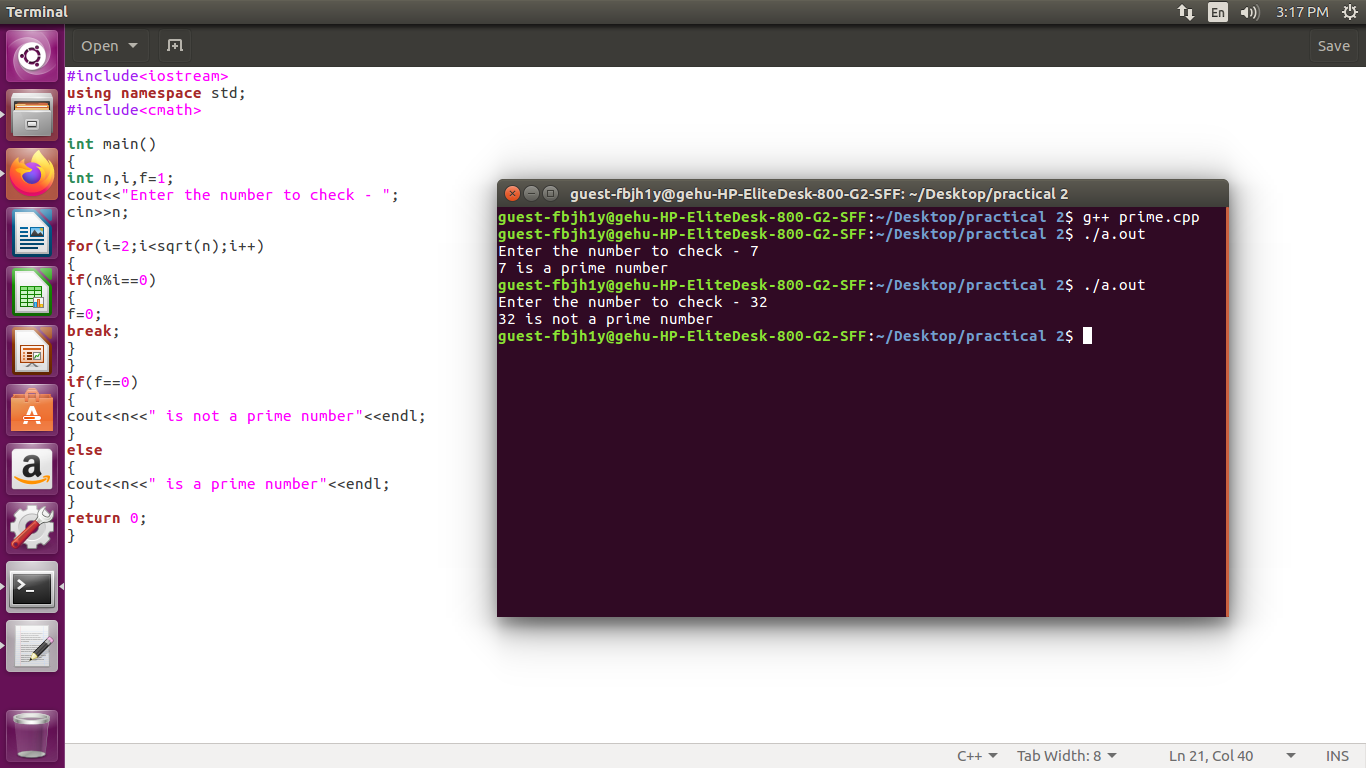 Terminal
En
3:17 PM
Open
Save
#include<iostream>
using namespace std;
#include<cmath>
int main()
{
int n,i,f=1;
cout<<"Enter the number to check - ";
cin>>n;
for(i=2;i<sqrt(n);i++)
{
if(n%i==0)
{
f=0;
break;
}
}
if(f==0)
{
cout<<n<<" is not a prime number"<<endl;
}
else
{
cout<<n<<" is a prime number"<<endl;
}
return 0;
}
guest-fbjh1y@gehu-HP-EliteDesk-800-G2-SFF: ~/Desktop/practical 2
guest-fbjh1y@gehu-HP-EliteDesk-800-G2-SFF:~/Desktop/practical 2$ g++ prime.cpp
guest-fbjh1y@gehu-HP-EliteDesk-800-G2-SFF:~/Desktop/practical 2$ ./a.out
Enter the number to check - 7
7 is a prime number
guest-fbjh1y@gehu-HP-EliteDesk-800-G2-SFF:~/Desktop/practical 2$ ./a.out
Enter the number to check - 32
32 is not a prime number
guest-fbjh1y@gehu-HP-EliteDesk-800-G2-SFF:~/Desktop/practical 2$
C++
Tab Width: 8
Ln 21, Col 40
INS